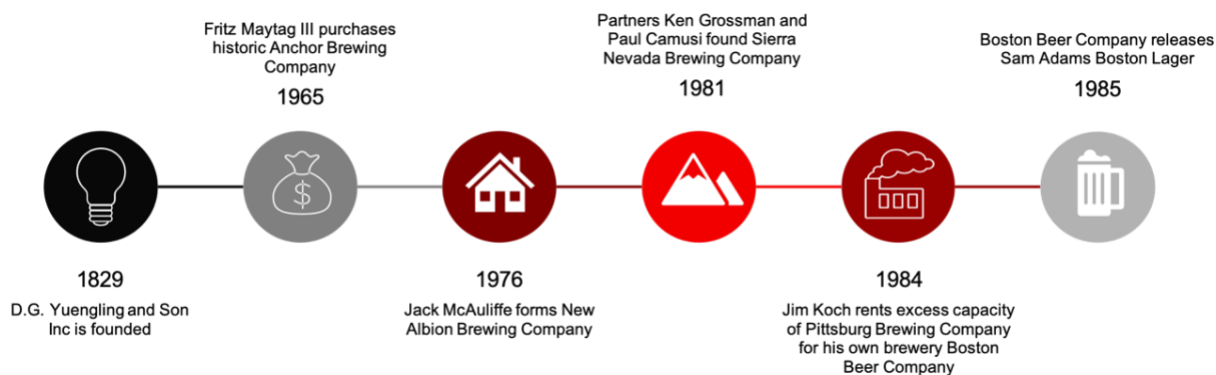 D.G. Yuengling and Son
Inc is founded
1829
Fritz Maytag III purchases
historic Anchor Brewing
Company
1965
$
1976
Jack McAuliffe forms New
Albion Brewing Company
Partners Ken Grossman and
Paul Camusi found Sierra
Nevada Brewing Company
1981
1984
Jim Koch rents excess capacity
of Pittsburg Brewing Company
for his own brewery Boston
Beer Company
Boston Beer Company releases
Sam Adams Boston Lager
1985